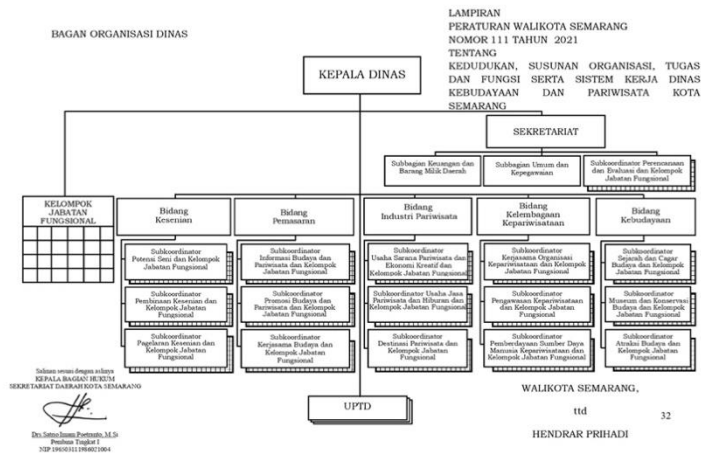 LAMPIRAN
PERATURAN WALIKOTA SEMARANG
NOMOR 111 TAHUN 2021
TENTANG
KEDUDUKAN, SUSUNAN ORGANISASI, TUGAS
DAN FUNGSI SERTA SISTEM KERJA DINAS
KEBUDAYAAN DAN PARIWISATA KOTA
SEMARANG
BAGAN ORGANISASI DINAS
KEPALA DINAS
SEKRETARIAT
Subbagian Keuangan dan
Barang Milik Daerah
Subbagian Umum dan
Kepegawaian
Subkoordinator Perencanaan
dan Evaluasi dan Kelompok
Jabatan Fungsional
KELOMPOK
JABATAN
FUNGSIONAL
Bidang
Kesenian
Bidang
Pemasaran
Bidang
Industri Pariwisata
Bidang
Kelembagaan
Kepariwisataan
Bidang
Kebudayaan
Subkoordinator
Potensi Seni dan Kelompok
Jabatan Fungsional
Subkoordinator
Informasi Budaya dan
Pariwisata dan Kelompok
Jabatan Fungsional
Subkoordinator
Usaha Sarana Pariwisata dan
Ekonomi Kreatif dan
Kelompok Jabatan Fungsional
Subkoordinator
Kerjasama Organisasi
Kepariwisataan dan Kelompok
Jabatan Fungsional
Subkoordinator
Sejarah dan Cagar
Budaya dan Kelompok
Jabatan Fungsional
Subkoordinator
Pembinaan Kesenian dan
Kelompok Jabatan
Fungsional
Subkoordinator
Promosi Budaya dan
Pariwisata dan Kelompok
Jabatan Fungsional
Subkoordinator Usaha Jasa
Pariwisata dan Hiburan dan
Kelompok Jabatan Fungsional
Subkoordinator
Pengawasan Kepariwisataan
dan Kelompok Jabatan
Fungsional
Subkoordinator
Museum dan Konservasi
Budaya dan Kelompok
Jabatan Fungsional
Subkoordinator
Pagelaran Kesenian dan
Kelompok Jabatan
Fungsional
Subkoordinator
Kerjasama Budaya dan
Kelompok Jabatan
Fungsional
Subkoordinator
Destinasi Pariwisata dan
Kelompok Jabatan
Fungsional
Subkoordinator
Pemberdayaan Sumber Daya
Manusia Kepariwisataan dan
Kelompok Jabatan Fungsional
Subkoordinator
Atraksi Budaya dan
Kelompok Jabatan
Fungsional
Salinan sesuai dengan aslinya
KEPALA BAGIAN HUKUM
SEKRETARIAT DAERAH KOTA SEMARANG
Drs Satrio Imam Poetranto, M.Si
Pembina Tingkat I
NIP 196503111986021004
UPTD
WALIKOTA SEMARANG,
ttd
HENDRAR PRIHADI
32